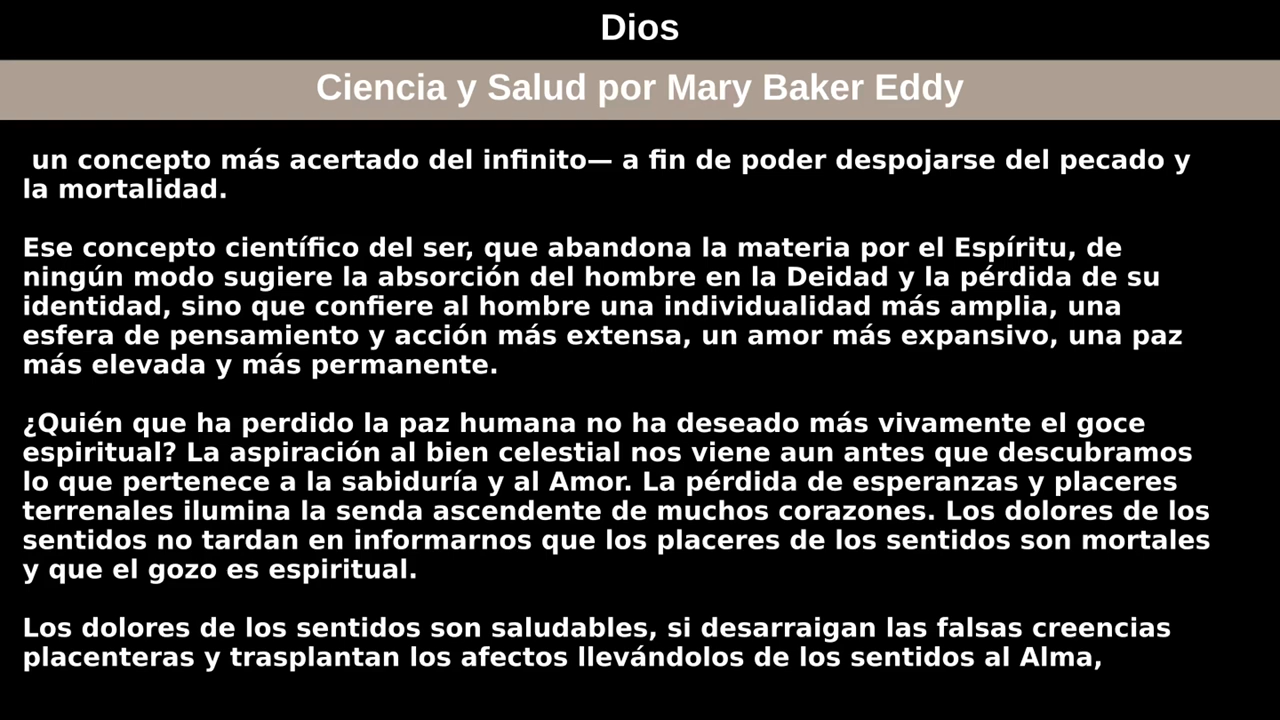 Dios
Ciencia y Salud por Mary Baker Eddy
un concepto más acertado del infinito— a fin de poder despojarse del pecado y
la mortalidad.
Ese concepto científico del ser, que abandona la materia por el Espíritu, de
ningún modo sugiere la absorción del hombre en la Deidad y la pérdida de su
identidad, sino que confiere al hombre una individualidad más amplia, una
esfera de pensamiento y acción más extensa, un amor más expansivo, una paz
más elevada y más permanente.
¿Quién que ha perdido la paz humana no ha deseado más vivamente el goce
espiritual? La aspiración al bien celestial nos viene aun antes que descubramos
lo que pertenece a la sabiduría y al Amor. La pérdida de esperanzas y placeres
terrenales ilumina la senda ascendente de muchos corazones. Los dolores de los
sentidos no tardan en informarnos que los placeres de los sentidos son mortales
y que el gozo es espiritual.
Los dolores de los sentidos son saludables, si desarraigan las falsas creencias
placenteras y trasplantan los afectos llevándolos de los sentidos al Alma,